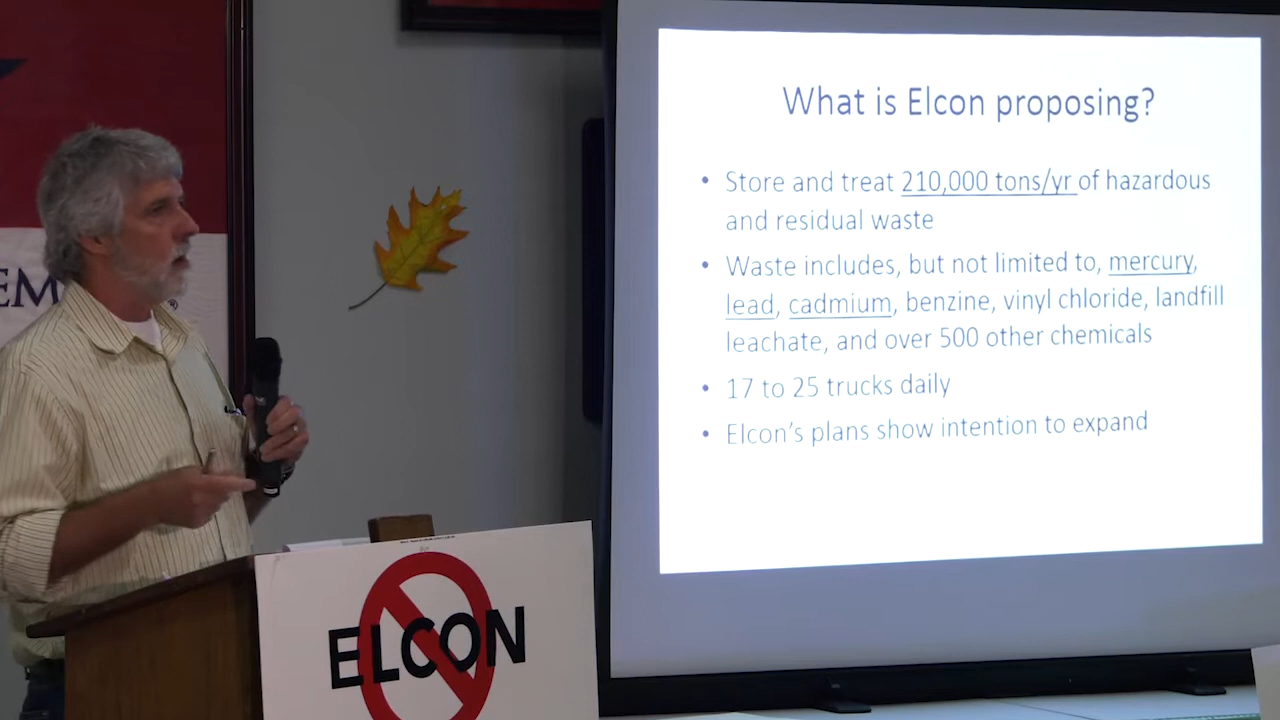 What is Elcon proposing?
• Store and treat 210,000 tons/yr of hazardous
and residual waste
• Waste includes, but not limited to, mercury,
lead, cadmium, benzine, vinyl chloride, landfill
leachate, and over 500 other chemicals
• 17 to 25 trucks daily
• Elcon's plans show intention to expand
EM
®
ELCON